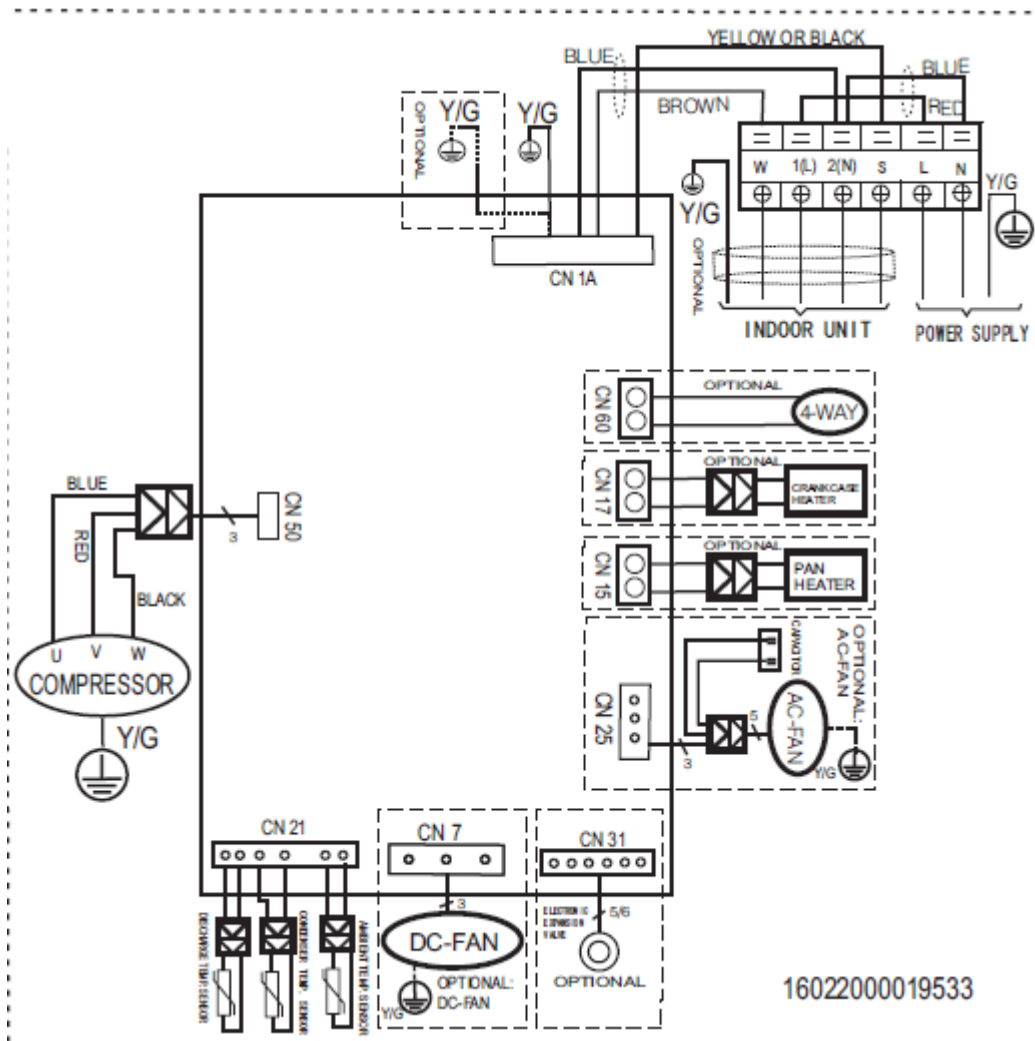 YELLOW OR BLACK
BLUE
BLUE
BROWN
RED
OPTIONAL
Y/G
Y/G
W 1(L) 2(N) S L N
Y/G
Y/G
OPTIONAL
CN 1A
INDOOR UNIT
POWER SUPPLY
CN 60
OPTIONAL
4-WAY
CN 17
OPTIONAL
CRANKCASE
HEATER
CN 15
OPTIONAL
PAN
HEATER
BLUE
RED
BLACK
3
CN 50
U V W
COMPRESSOR
Y/G
CAPACITOR
OPTIONAL:
AC-FAN
CN 25
3
5
AC-FAN
Y/G
CN 21
DISCHARGE TEMP. SENSOR
CONDENSER TEMP. SENSOR
AMBIENT TEMP. SENSOR
CN 7
3
DC-FAN
Y/G
OPTIONAL:
DC-FAN
CN 31
ELECTRONIC
EXPANSION
VALVE
5/6
OPTIONAL
16022000019533